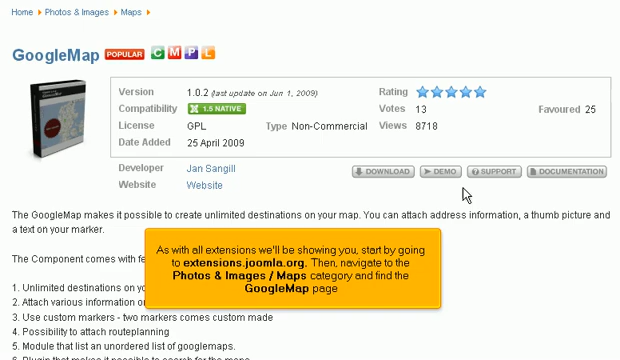 Home Photos & Images Maps
GoogleMap POPULAR C M P L
Version 1.0.2 (last update on Jun 1, 2009) Rating
Compatibility 1.5 NATIVE Votes 13 Favoured 25
License GPL Type Non-Commercial Views 8718
Date Added 25 April 2009
Developer Jan Sangill DOWNLOAD DEMO SUPPORT DOCUMENTATION
Website Website
The GoogleMap makes it possible to create unlimited destinations on your map. You can attach address information, a thumb picture and
a text on your marker.
As with all extensions we'll be showing you, start by going
to extensions.joomla.org. Then, navigate to the
Photos & Images / Maps category and find the
GoogleMap page
The Component comes with
1. Unlimited destinations on
2. Attach various information
3. Use custom markers - two markers comes custom made
4. Possibility to attach routeplanning
5. Module that list an unordered list of googlemaps.